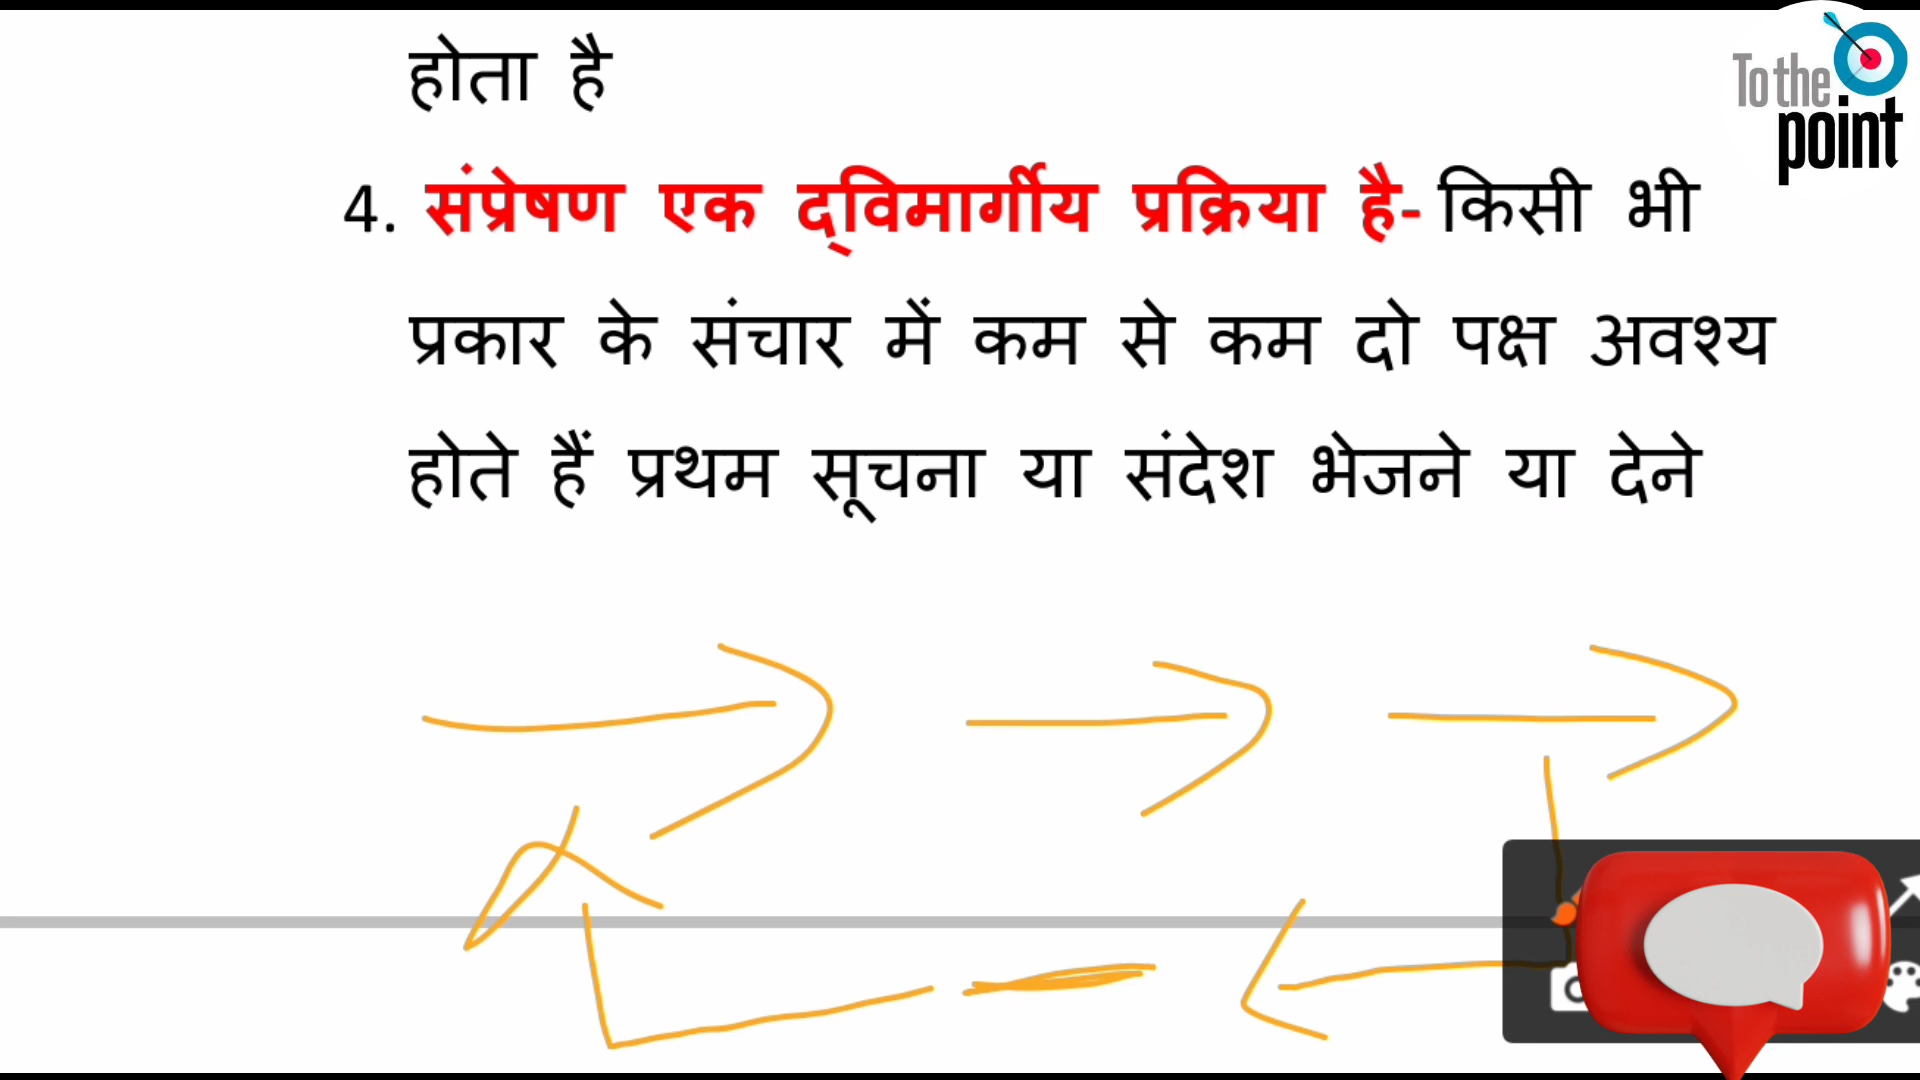 होता है
4. संप्रेषण एक द्विमार्गीय प्रक्रिया है- किसी भी
प्रकार के संचार में कम से कम दो पक्ष अवश्य
होते हैं प्रथम सूचना या संदेश भेजने या देने
To the
point